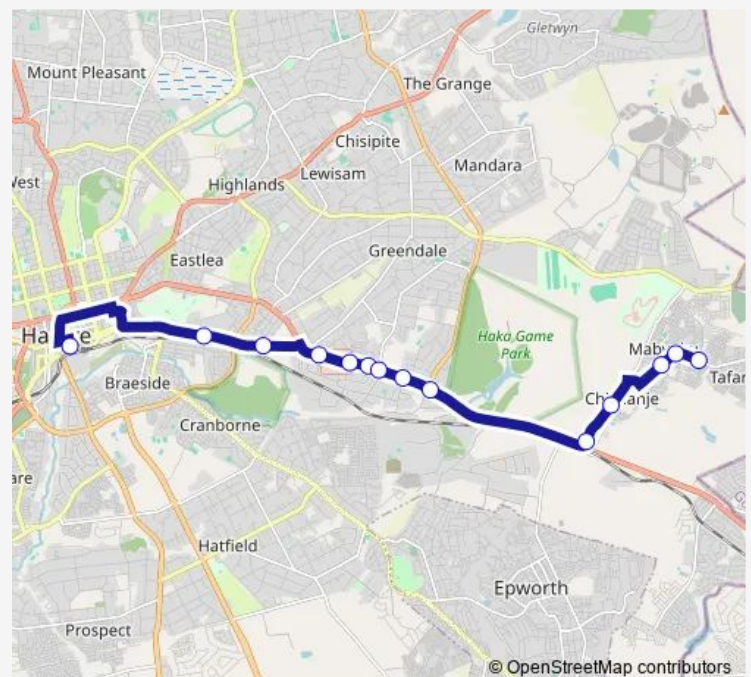 Gletwyn
Mount Pleasant
The Grange
Chisipite
Mandara
Lewisam
Highlands
Greendale
Eastlea
Haka Game
Park
Braeside
Cranborne
Hatfield
Epworth
Prospect
© OpenStreetMap contributors